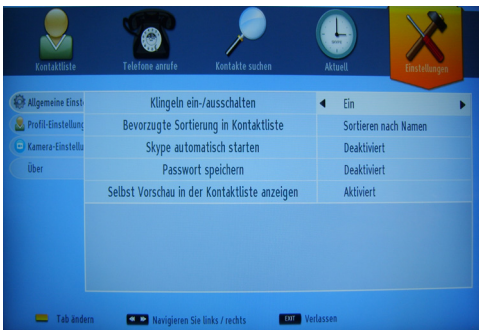 Kontaktliste
Telefone anrufe
Kontakte suchen
Aktuell
Einstellungen
Allgemeine Einst
Klingeln ein-/ausschalten
Ein
Profil-Einstellung
Bevorzugte Sortierung in Kontaktliste
Sortieren nach Namen
Kamera-Einstellu
Skype automatisch starten
Deaktiviert
Über
Passwort speichern
Deaktiviert
Selbst Vorschau in der Kontaktliste anzeigen
Aktiviert
Tab ändern
Navigieren Sie links / rechts
EXIT Verlassen